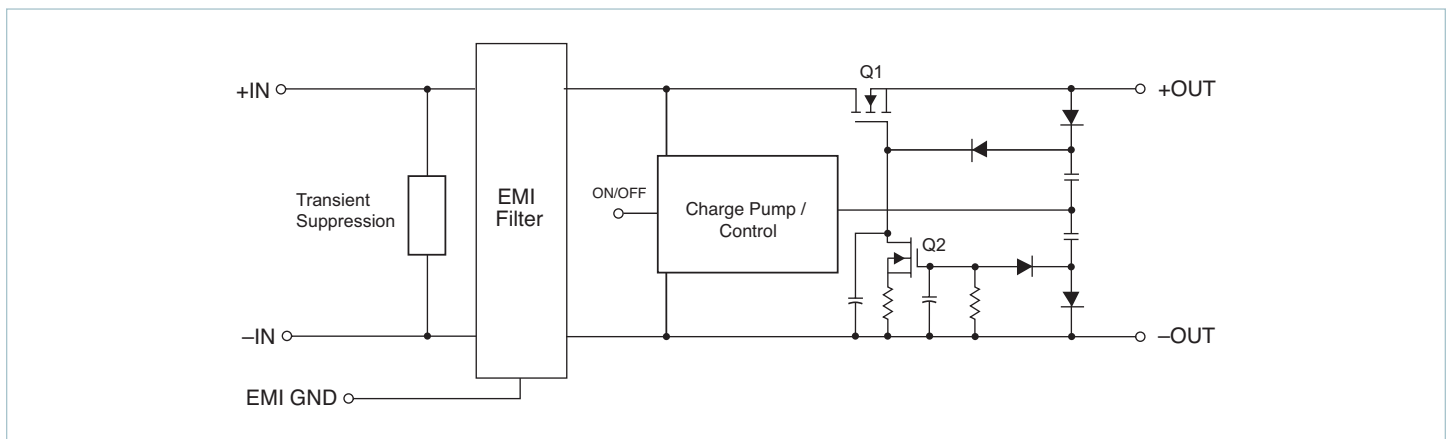 Q1
+IN
+OUT
Transient
Suppression
EMI
Filter
ON/OFF
Charge Pump /
Control
Q2
–IN
–OUT
EMI GND